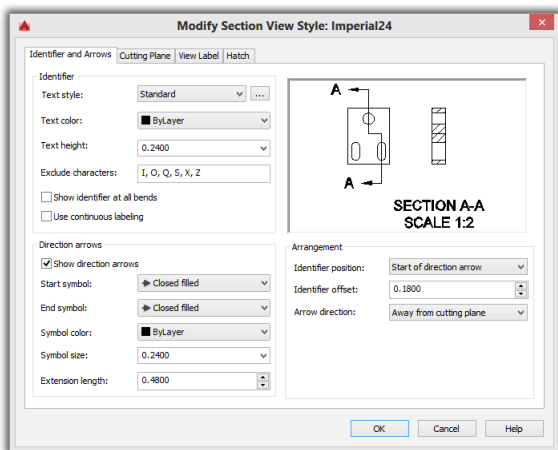 Modify Section View Style: Imperial24
Identifier and Arrows Cutting Plane View Label Hatch
Identifier
Text style: Standard ...
Text color: ByLayer
Text height: 0.2400
Exclude characters: I, O, Q, S, X, Z
Show identifier at all bends
Use continuous labeling
Direction arrows
Show direction arrows
Start symbol: Closed filled
End symbol: Closed filled
Symbol color: ByLayer
Symbol size: 0.2400
Extension length: 0.4800
A
A
SECTION A-A
SCALE 1:2
Arrangement
Identifier position: Start of direction arrow
Identifier offset: 0.1800
Arrow direction: Away from cutting plane
OK Cancel Help